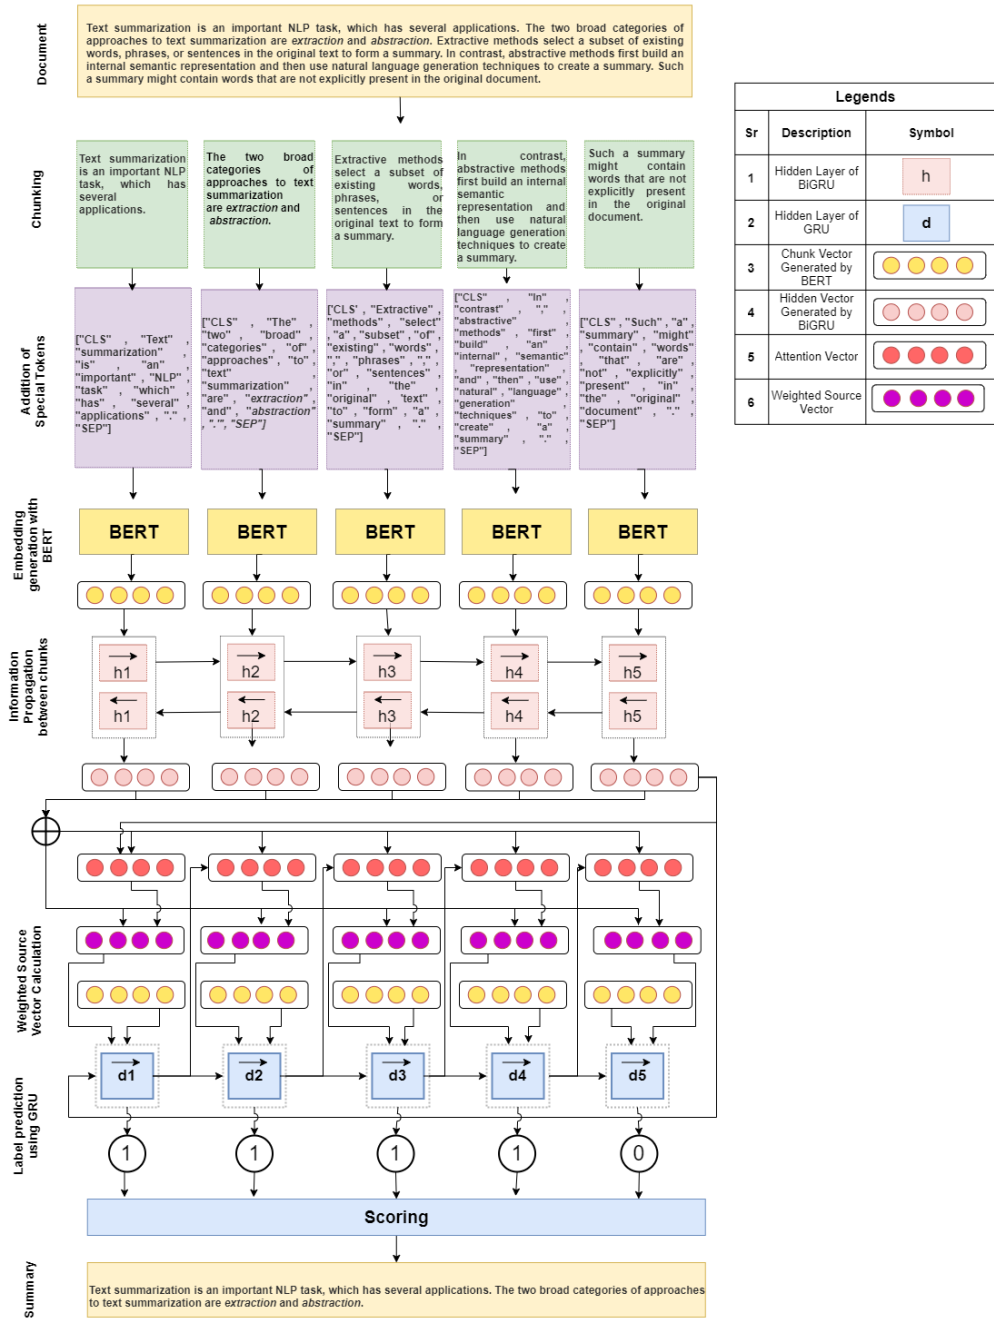 Document
Text summarization is an important NLP task, which has several applications. The two broad categories of
approaches to text summarization are extraction and abstraction. Extractive methods select a subset of existing
words, phrases, or sentences in the original text to form a summary. In contrast, abstractive methods first build an
internal semantic representation and then use natural language generation techniques to create a summary. Such
a summary might contain words that are not explicitly present in the original document.
Legends
Sr Description Symbol
1 Hidden Layer of
BiGRU
h
2 Hidden Layer of
GRU
d
3 Chunk Vector
Generated by
BERT
4 Hidden Vector
Generated by
BiGRU
5 Attention Vector
6 Weighted Source
Vector
Chunking
Text summarization
is an important NLP
task, which has
several
applications.
The two broad
categories of
approaches to text
summarization
are extraction and
abstraction.
Extractive methods
select a subset of
existing words,
phrases, or
sentences in the
original text to form
a summary.
In contrast,
abstractive methods
first build an internal
semantic
representation and
then use natural
language generation
techniques to create
a summary.
Such a summary
might contain
words that are not
explicitly present
in the original
document.
Addition of
Special Tokens
["CLS" , "Text"
"summarization"
, "is" , "an"
"important" , "NLP"
"task" , "which" ,
"has" , "several"
"applications" , "." ,
"SEP"]
["CLS" , "The" ,
"two" , "broad" ,
"categories" , "of" ,
"approaches" , "to" ,
"text" ,
"summarization" ,
"are" , "extraction" ,
"and" , "abstraction"
, ".", "SEP"]
["CLS' , "Extractive"
"methods" , "select"
, "a" , "subset" , "of"
"existing" , "words" ,
"," , "phrases" , "," ,
"or" , "sentences" ,
"in" , "the" ,
"original" , "text" ,
"to" , "form" , "a" ,
"summary" , "." ,
"SEP"]
["CLS" , "In" ,
"contrast" , "," ,
"abstractive" ,
"methods" , "first" ,
"build" , "an" ,
"internal" , "semantic"
, "representation" ,
"and" , "then" , "use" ,
"natural" , "language" ,
"generation" ,
"techniques" , "to" ,
"create" , "a" ,
"summary" , "." ,
"SEP"]
["CLS" , "Such" , "a" ,
"summary" , "might" ,
"contain" , "words" ,
"that" , "are" ,
"not" , "explicitly" ,
"present" , "in" ,
"the" , "original" ,
"document" , "." ,
"SEP"]
Embedding
generation with
BERT
BERT BERT BERT BERT BERT
Information
Propagation
between chunks
h1 h2 h3 h4 h5
h1 h2 h3 h4 h5
Weighted Source
Vector Calculation
Label prediction
using GRU
d1 d2 d3 d4 d5
1 1 1 1 0
Scoring
Summary
Text summarization is an important NLP task, which has several applications. The two broad categories of approaches
to text summarization are extraction and abstraction.